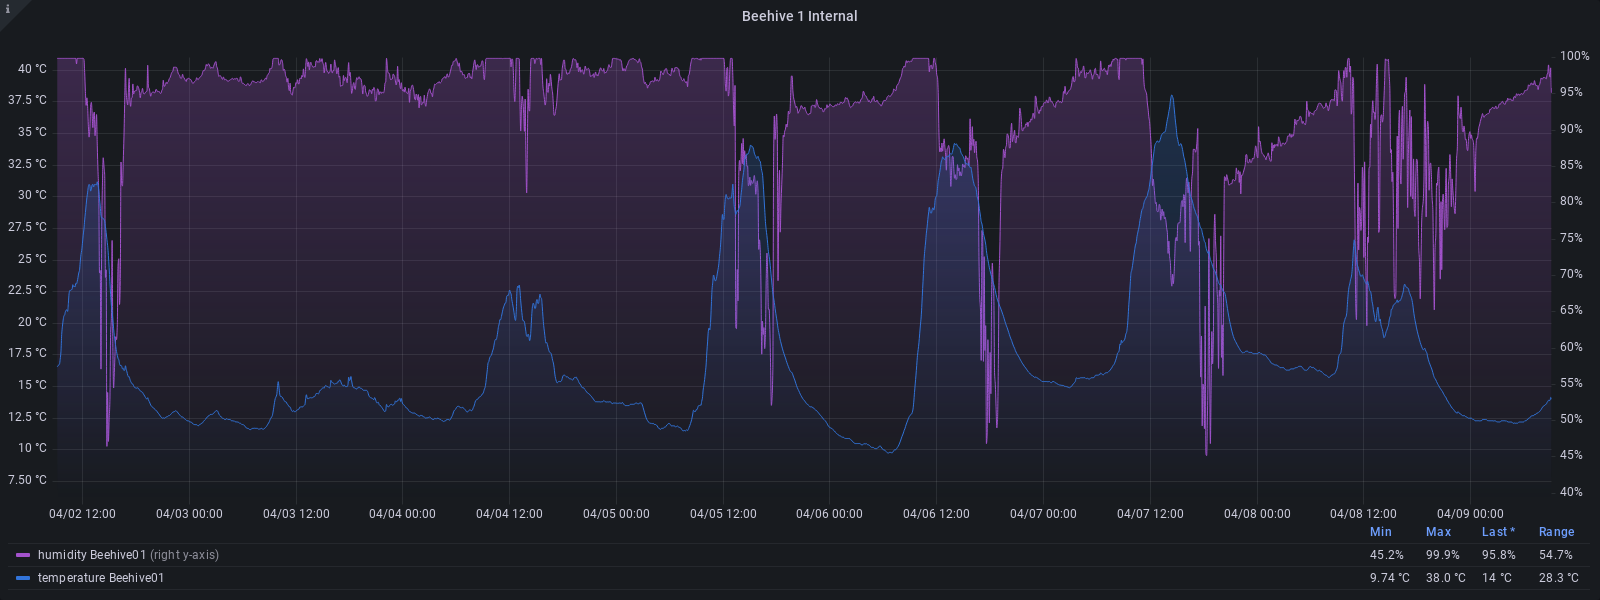 i
Beehive 1 Internal
40 °C
37.5 °C
35 °C
32.5 °C
30 °C
27.5 °C
25 °C
22.5 °C
20 °C
17.5 °C
15 °C
12.5 °C
10 °C
7.50 °C
100%
95%
90%
85%
80%
75%
70%
65%
60%
55%
50%
45%
40%
04/02 12:00 04/03 00:00 04/03 12:00 04/04 00:00 04/04 12:00 04/05 00:00 04/05 12:00 04/06 00:00 04/06 12:00 04/07 00:00 04/07 12:00 04/08 00:00 04/08 12:00 04/09 00:00
Min Max Last * Range
humidity Beehive01 (right y-axis) 45.2% 99.9% 95.8% 54.7%
temperature Beehive01 9.74 °C 38.0 °C 14 °C 28.3 °C